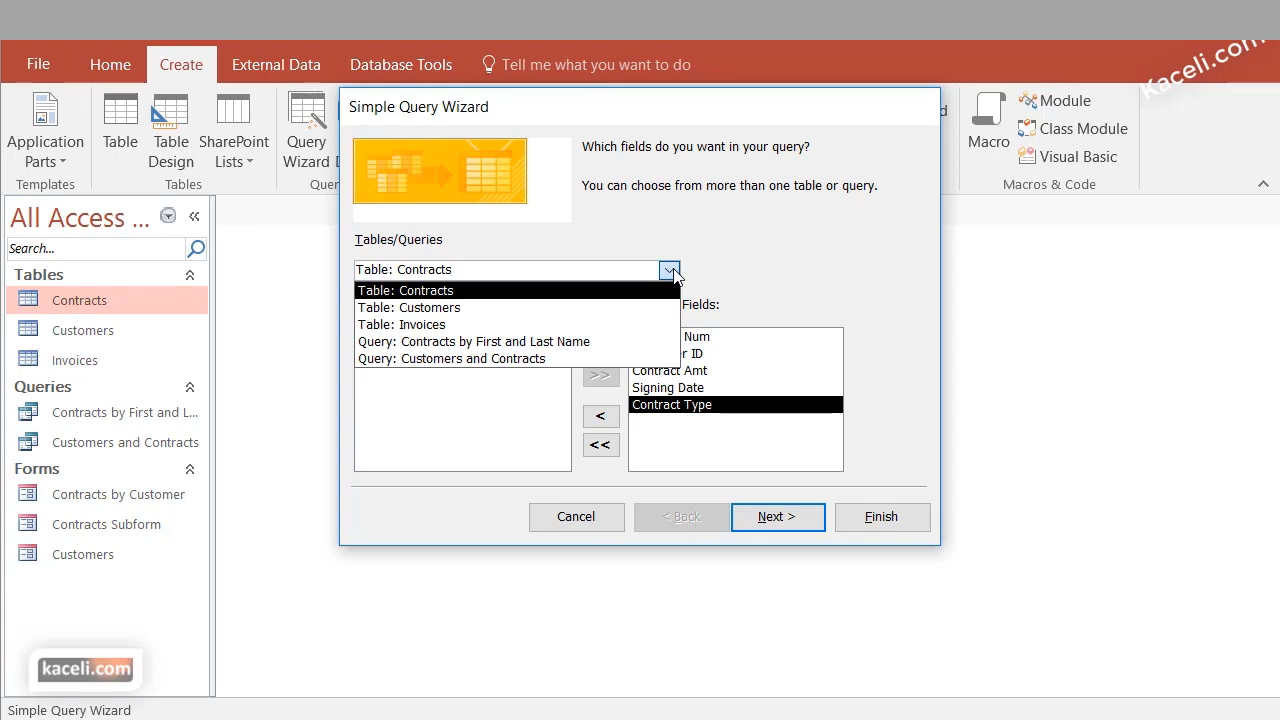 Kaceli.com
File Home Create External Data Database Tools Tell me what you want to do
Application Parts
Table
Table Design
SharePoint Lists
Query Wizard
Macro
Module
Class Module
Visual Basic
Templates
Tables
Macros & Code
All Access ...
Search...
Tables
Contracts
Customers
Invoices
Queries
Contracts by First and L...
Customers and Contracts
Forms
Contracts by Customer
Contracts Subform
Customers
kaceli.com
Simple Query Wizard
Which fields do you want in your query?
You can choose from more than one table or query.
Tables/Queries
Table: Contracts
Table: Contracts
Table: Customers
Table: Invoices
Query: Contracts by First and Last Name
Query: Customers and Contracts
Fields:
Num
ID
Contract Amt
Signing Date
Contract Type
>>
<
<<
Cancel
< Back
Next >
Finish
Simple Query Wizard